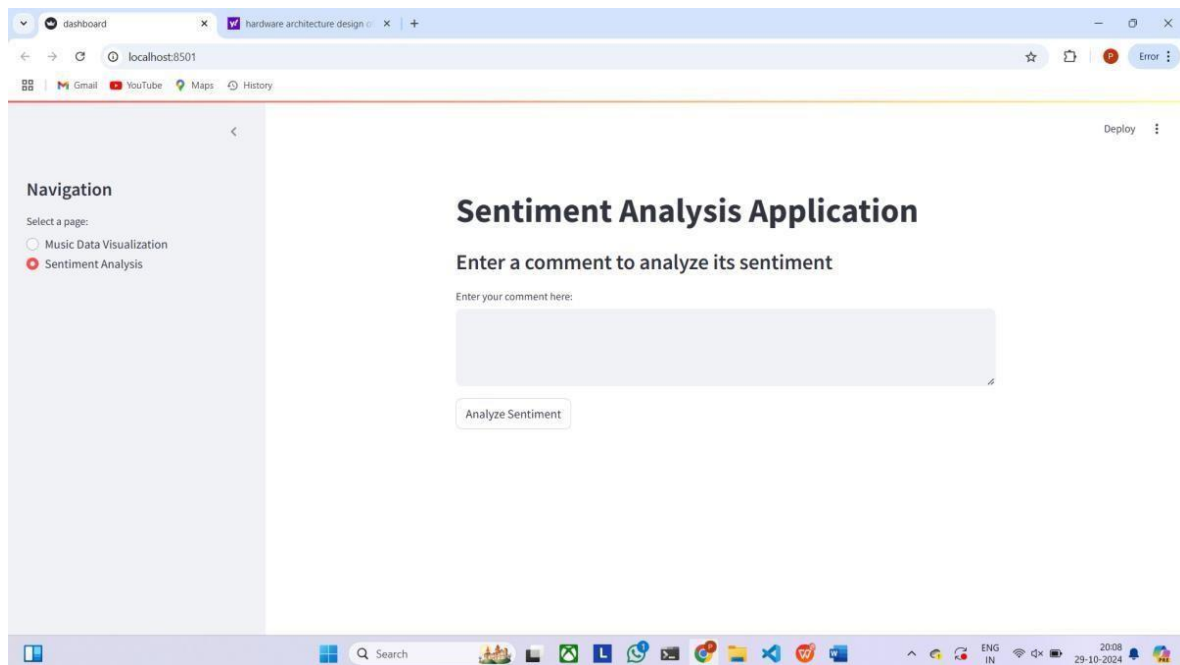 dashboard
hardware architecture design o
localhost:8501
Error
Gmail YouTube Maps History
Deploy
Navigation
Select a page:
Music Data Visualization
Sentiment Analysis
Sentiment Analysis Application
Enter a comment to analyze its sentiment
Enter your comment here:
Analyze Sentiment
Search
ENG
IN
20:08
29-10-2024